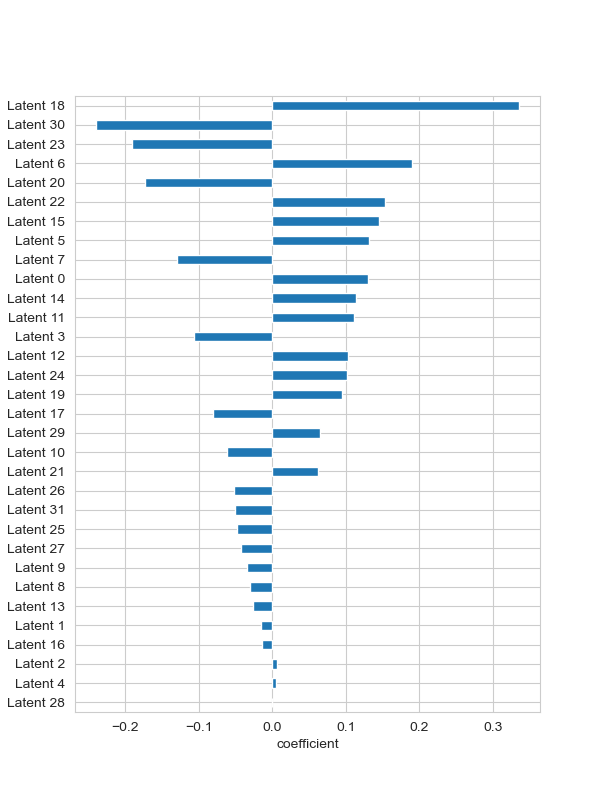 Latent 18
Latent 30
Latent 23
Latent 6
Latent 20
Latent 22
Latent 15
Latent 5
Latent 7
Latent 0
Latent 14
Latent 11
Latent 3
Latent 12
Latent 24
Latent 19
Latent 17
Latent 29
Latent 10
Latent 21
Latent 26
Latent 31
Latent 25
Latent 27
Latent 9
Latent 8
Latent 13
Latent 1
Latent 16
Latent 2
Latent 4
Latent 28
−0.2 −0.1 0.0 0.1 0.2 0.3
coefficient